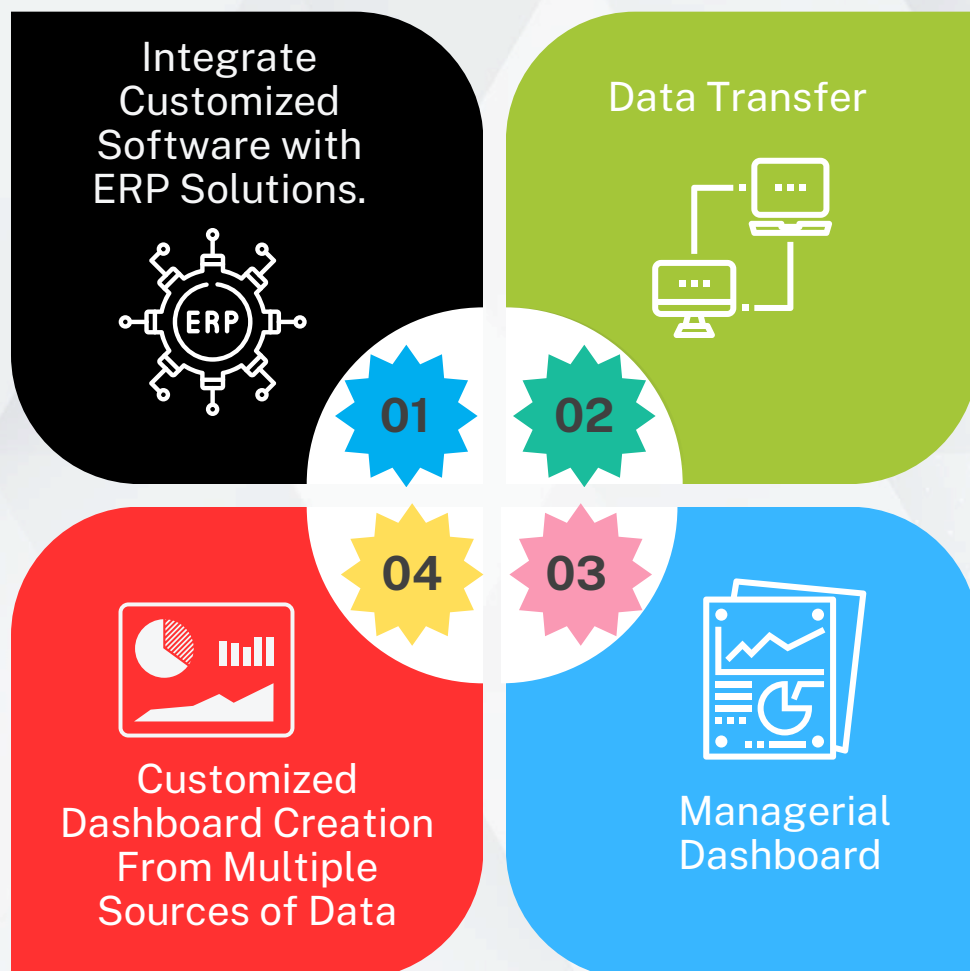 Integrate
Customized
Software with
ERP Solutions.
ERP
Data Transfer
01
02
04
03
Customized
Dashboard Creation
From Multiple
Sources of Data
Managerial
Dashboard